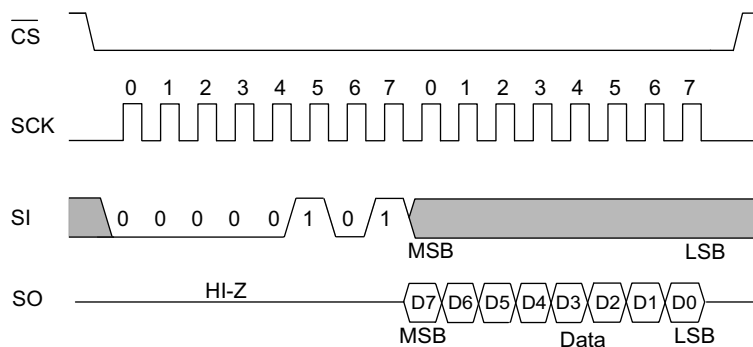 CS
0 1 2 3 4 5 6 7 0 1 2 3 4 5 6 7
SCK
SI 0 0 0 0 0 1 0 1
MSB LSB
HI-Z
SO D7 D6 D5 D4 D3 D2 D1 D0
MSB Data LSB